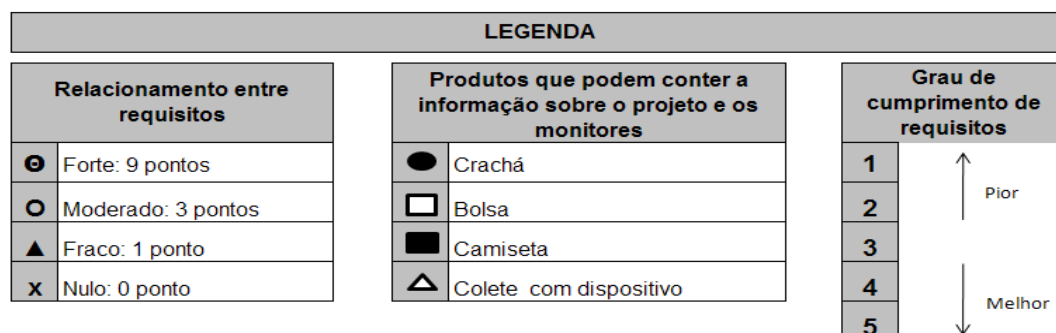 LEGENDA
Relacionamento entre
requisitos
Θ Forte: 9 pontos
O Moderado: 3 pontos
▲ Fraco: 1 ponto
x Nulo: 0 ponto
Produtos que podem conter a
informação sobre o projeto e os
monitores
Crachá
Bolsa
Camiseta
Colete com dispositivo
Grau de
cumprimento de
requisitos
1
2
3
4
5
Pior
Melhor